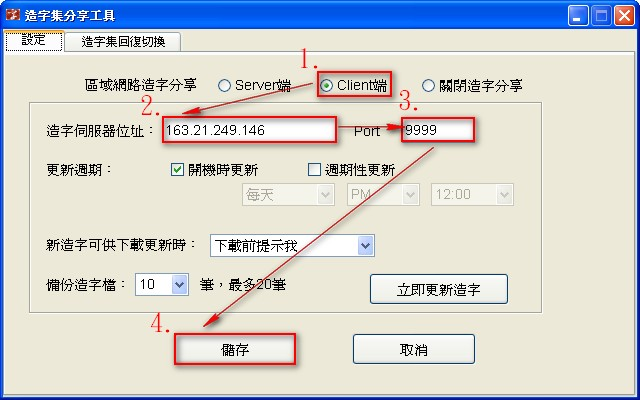 造字集分享工具
設定 造字集回復切換
1.
區域網路造字分享 Server端 Client端 關閉造字分享
2. 3.
造字伺服器位址： 163.21.249.146 Port 9999
更新週期： 開機時更新 週期性更新
每天 PM 12:00
新造字可供下載更新時： 下載前提示我
備份造字檔： 10 筆，最多20筆 立即更新造字
4.
儲存 取消